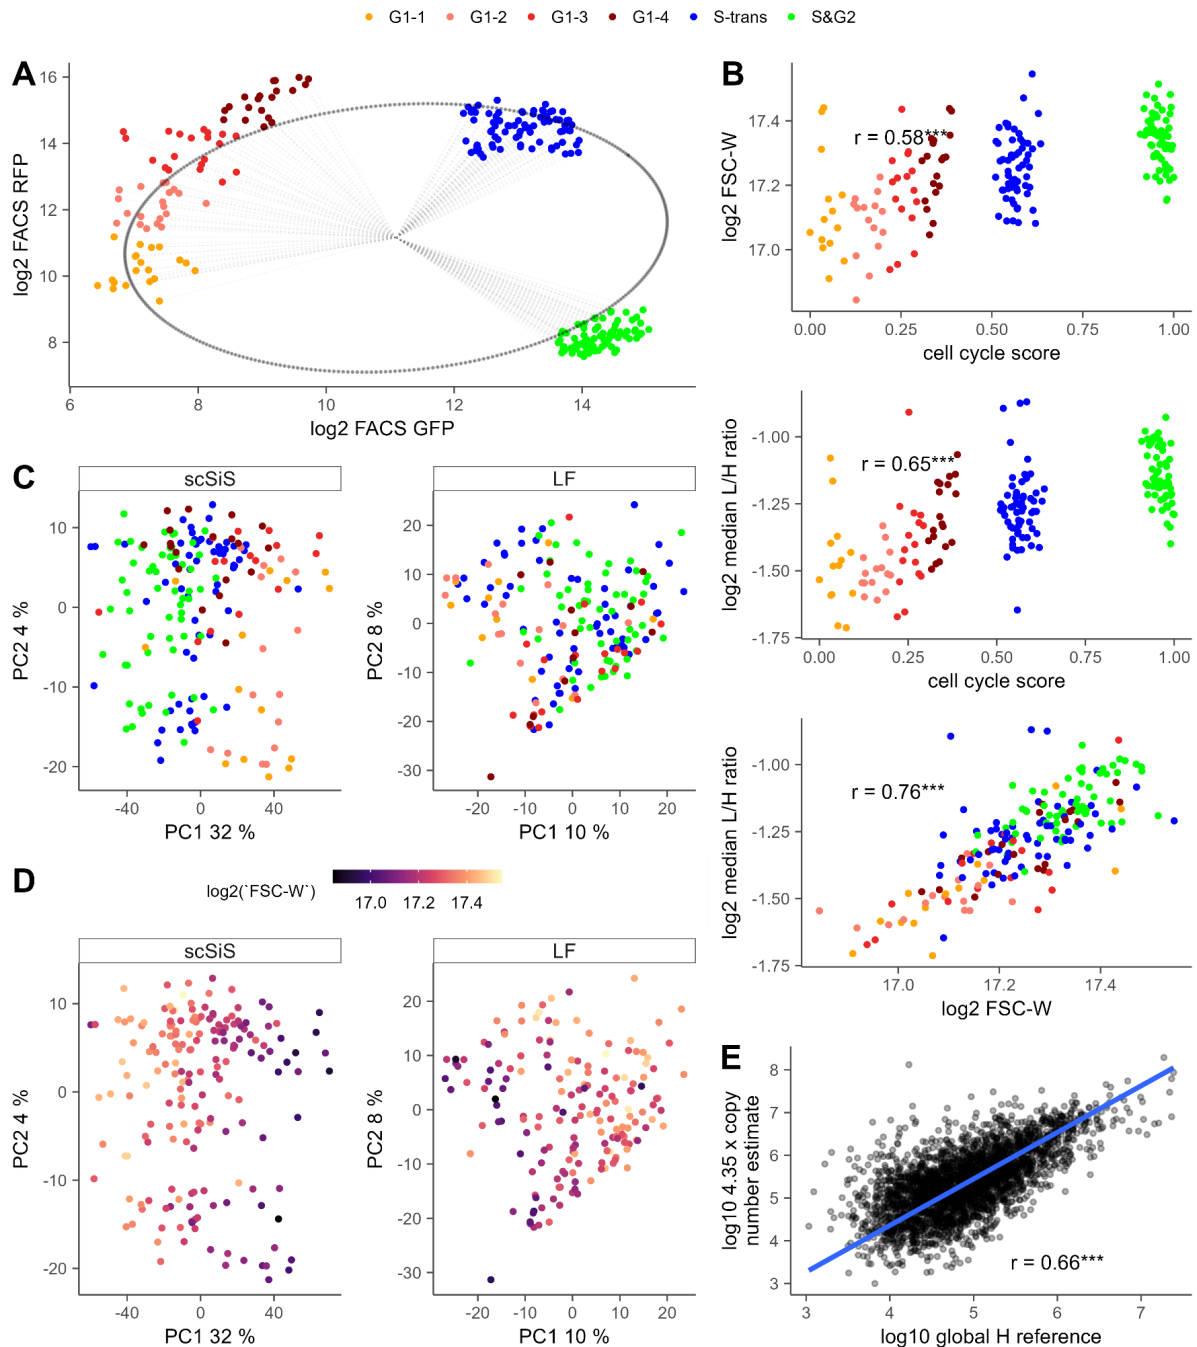 G1-1 G1-2 G1-3 G1-4 S-trans S&G2
A
log2 FACS RFP
16
14
12
10
8
6 8 10 12 14
log2 FACS GFP
B
log2 FSC-W
17.4
17.2
17.0
r = 0.58***
0.00 0.25 0.50 0.75 1.00
cell cycle score
log2 median L/H ratio
-1.00
-1.25
-1.50
-1.75
r = 0.65***
0.00 0.25 0.50 0.75 1.00
cell cycle score
log2 median L/H ratio
-1.00
-1.25
-1.50
-1.75
r = 0.76***
17.0 17.2 17.4
log2 FSC-W
C
scSiS
PC2 4 %
10
0
-10
-20
-40 0 40
PC1 32 %
LF
PC2 8 %
20
10
0
-10
-20
-30
-20 -10 0 10 20
PC1 10 %
D
log2(`FSC-W`)
17.0 17.2 17.4
scSiS
PC2 4 %
10
0
-10
-20
-40 0 40
PC1 32 %
LF
PC2 8 %
20
10
0
-10
-20
-30
-20 -10 0 10 20
PC1 10 %
E
log10 4.35 x copy
number estimate
8
7
6
5
4
3
r = 0.66***
3 4 5 6 7
log10 global H reference